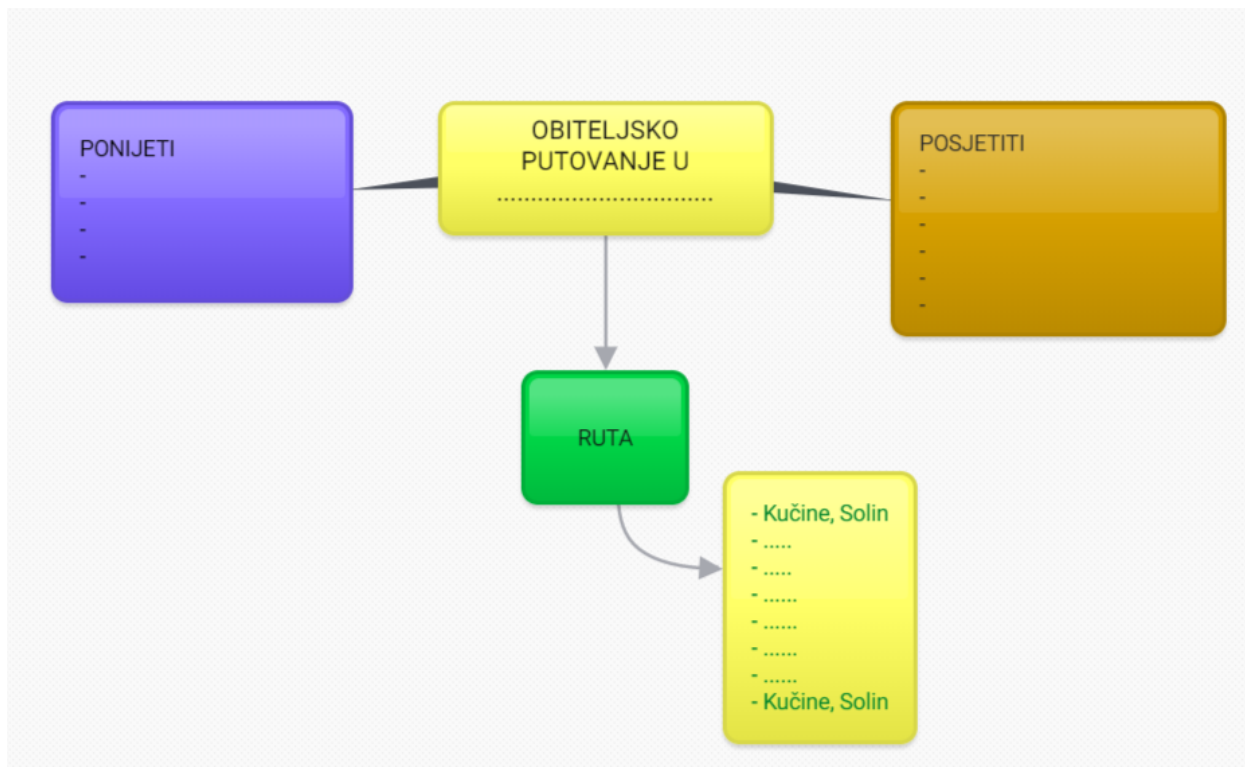 PONIJETI
-
-
-
-
OBITELJSKO
PUTOVANJE U
................................
POSJETITI
-
-
-
-
-
-
RUTA
- Kučine, Solin
- .....
- .....
- ......
- ......
- ......
- ......
- Kučine, Solin